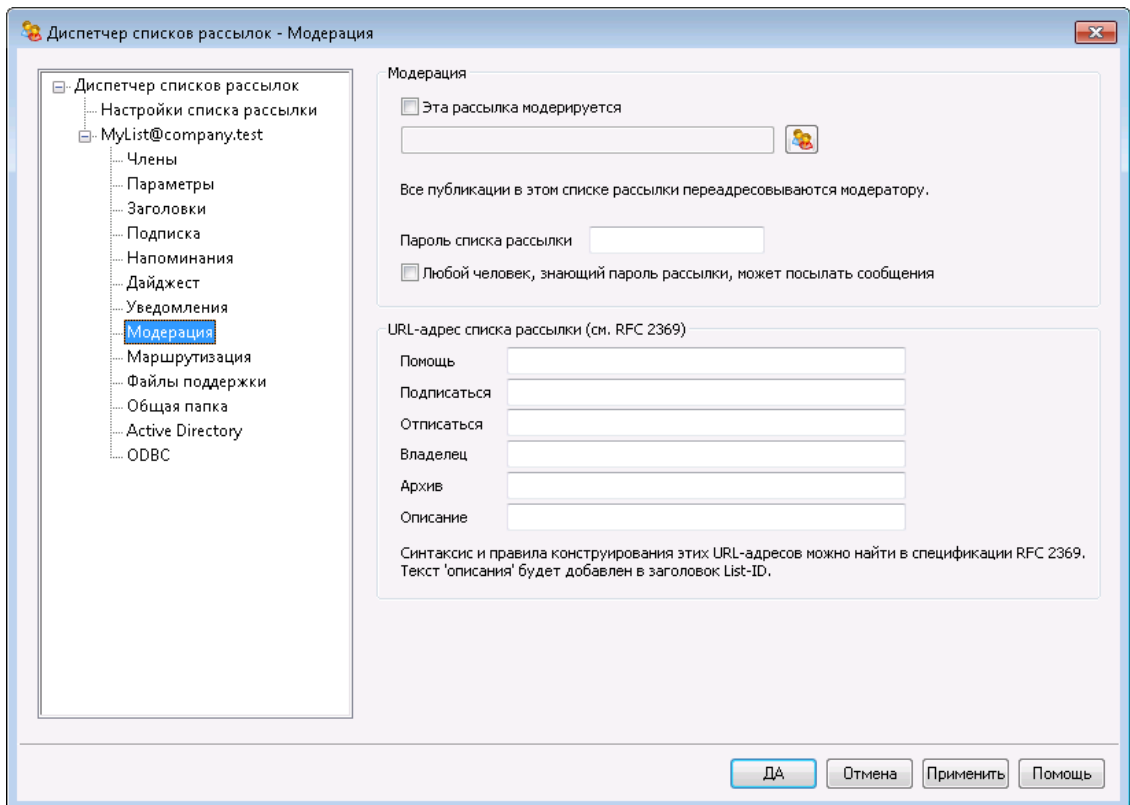 Диспетчер списков рассылок - Модерация
Диспетчер списков рассылок
Настройки списка рассылки
MyList@company.test
Члены
Параметры
Заголовки
Подписка
Напоминания
Дайджест
Уведомления
Модерация
Маршрутизация
Файлы поддержки
Общая папка
Active Directory
ODBC
Модерация
Эта рассылка модерируется
Все публикации в этом списке рассылки переадресовываются модератору.
Пароль списка рассылки
Любой человек, знающий пароль рассылки, может посылать сообщения
URL-адрес списка рассылки (см. RFC 2369)
Помощь
Подписаться
Отписаться
Владелец
Архив
Описание
Синтаксис и правила конструирования этих URL-адресов можно найти в спецификации RFC 2369.
Текст 'описания' будет добавлен в заголовок List-ID.
ДА
Отмена
Применить
Помощь